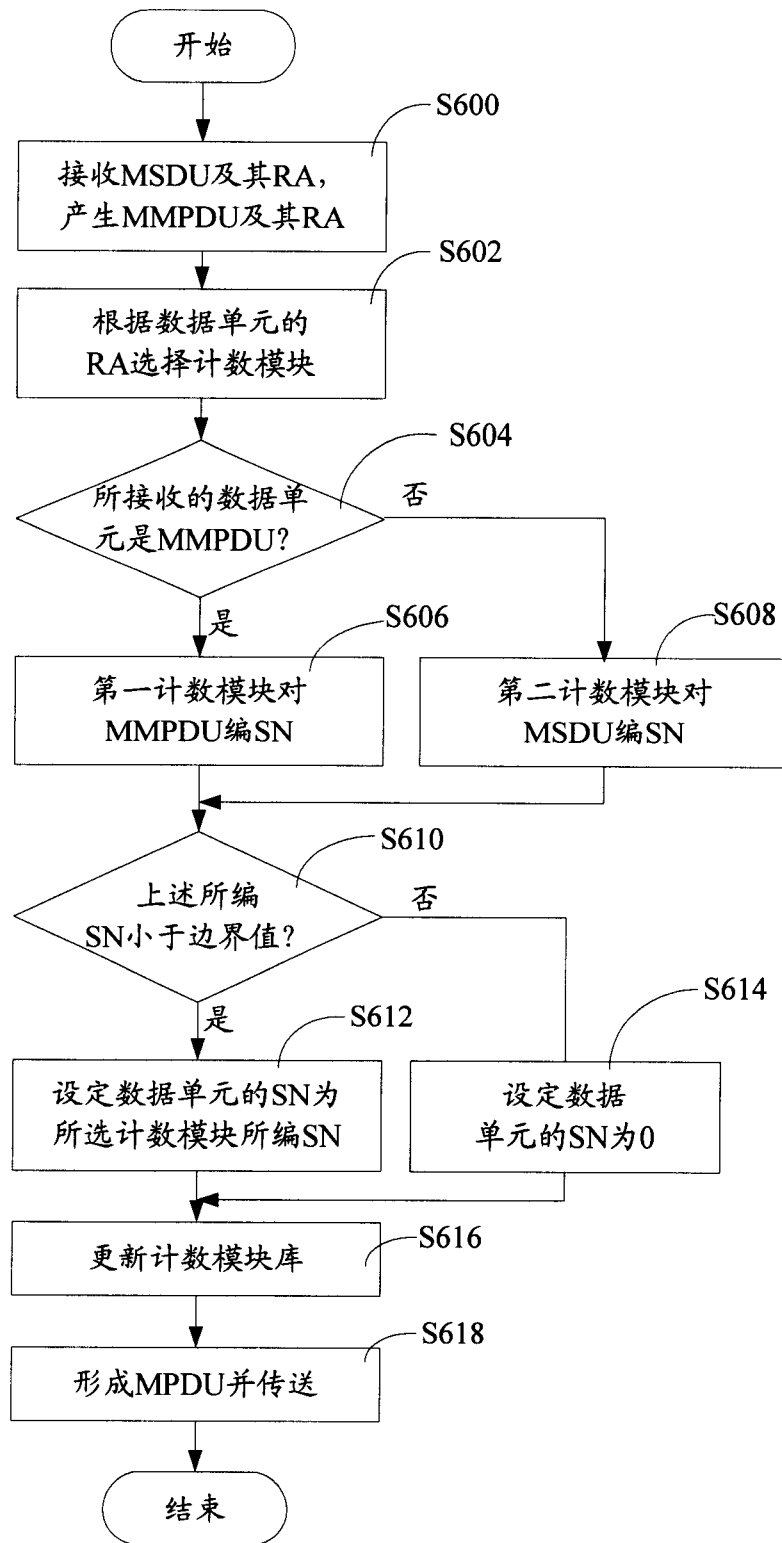 开始
S600
接收MSDU及其RA,
产生MMPDU及其RA
S602
根据数据单元的
RA选择计数模块
S604
所接收的数据单
元是MMPDU?
否
是
S606
第一计数模块对
MMPDU编SN
S608
第二计数模块对
MSDU编SN
S610
上述所编
SN小于边界值?
否
是
S612
设定数据单元的SN为
所选计数模块所编SN
S614
设定数据
单元的SN为0
S616
更新计数模块库
S618
形成MPDU并传送
结束